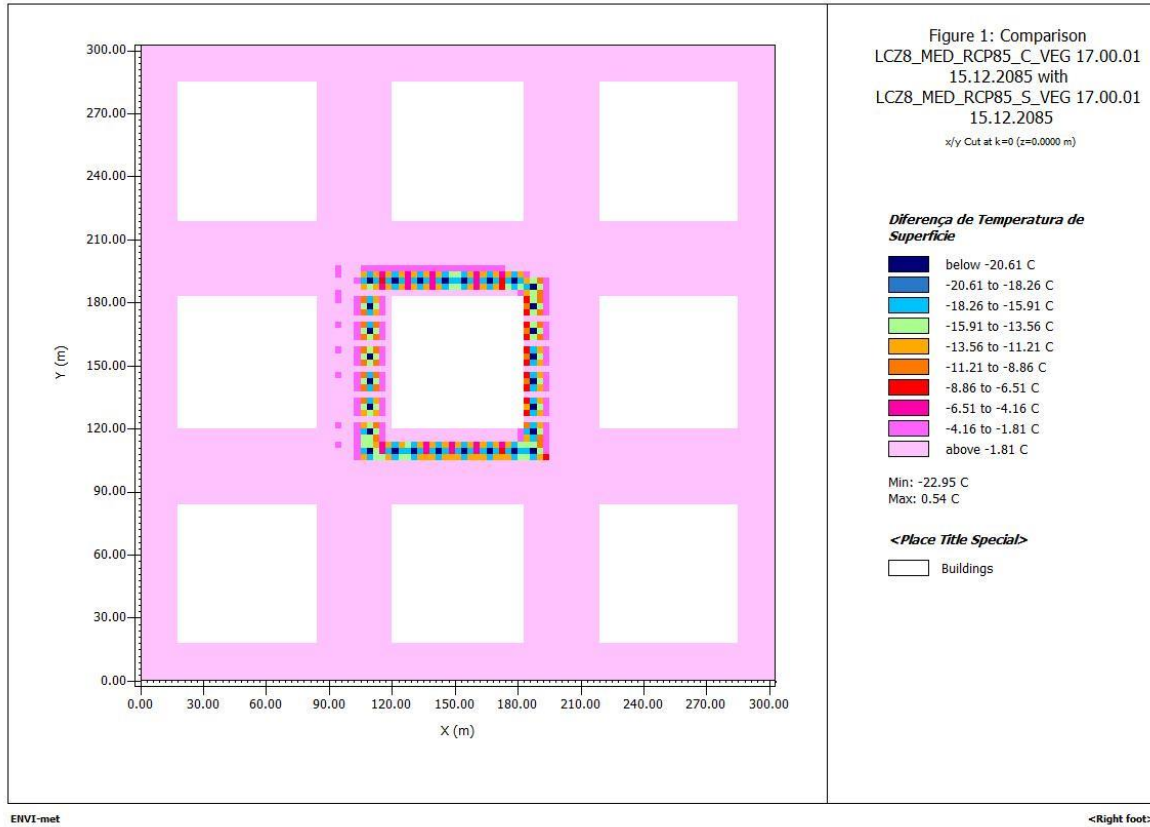 Figure 1: Comparison
LCZ8_MED_RCP85_C_VEG 17.00.01
15.12.2085 with
LCZ8_MED_RCP85_S_VEG 17.00.01
15.12.2085
x/y Cut at k=0 (z=0.0000 m)
Diferença de Temperatura de
Superfície
below -20.61 C
-20.61 to -18.26 C
-18.26 to -15.91 C
-15.91 to -13.56 C
-13.56 to -11.21 C
-11.21 to -8.86 C
-8.86 to -6.51 C
-6.51 to -4.16 C
-4.16 to -1.81 C
above -1.81 C
Min: -22.95 C
Max: 0.54 C
<Place Title Special>
Buildings
Y (m)
300.00
270.00
240.00
210.00
180.00
150.00
120.00
90.00
60.00
30.00
0.00
0.00 30.00 60.00 90.00 120.00 150.00 180.00 210.00 240.00 270.00 300.00
X (m)
ENVI-met
<Right foot>